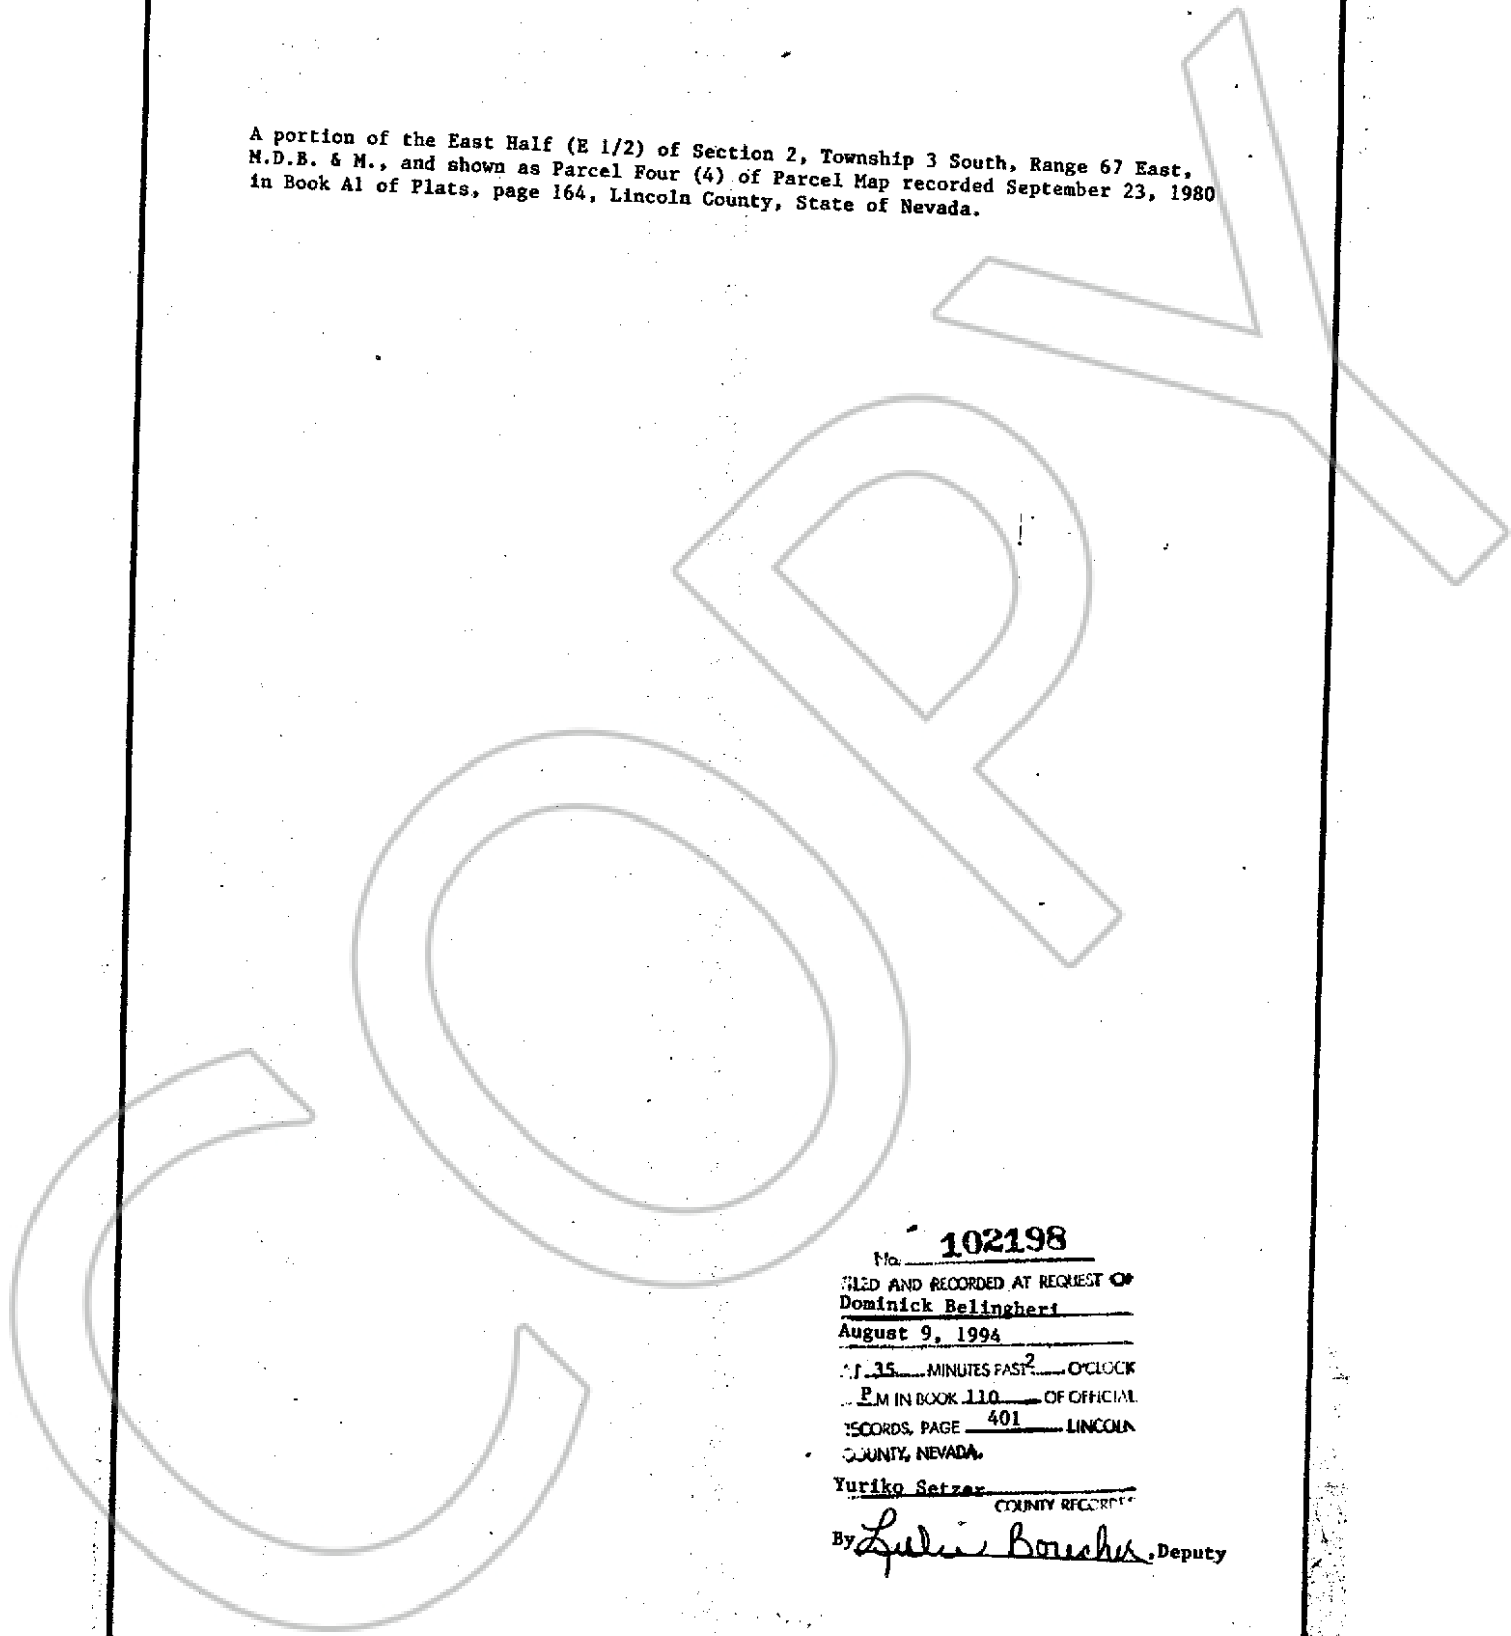 A portion of the East Half (E 1/2) of Section 2, Township 3 South, Range 67 East,
M.D.B. & M., and shown as Parcel Four (4) of Parcel Map recorded September 23, 1980
in Book A1 of Plats, page 164, Lincoln County, State of Nevada.
COPY
No. 102198
FILED AND RECORDED AT REQUEST OF
Dominick Belingheri
August 9, 1994
AT 35 MINUTES PAST 2 O'CLOCK
P M IN BOOK 110 OF OFFICIAL
RECORDS, PAGE 401 LINCOLN
COUNTY, NEVADA.
Yuriko Setzer
COUNTY RECORDER
By , Deputy